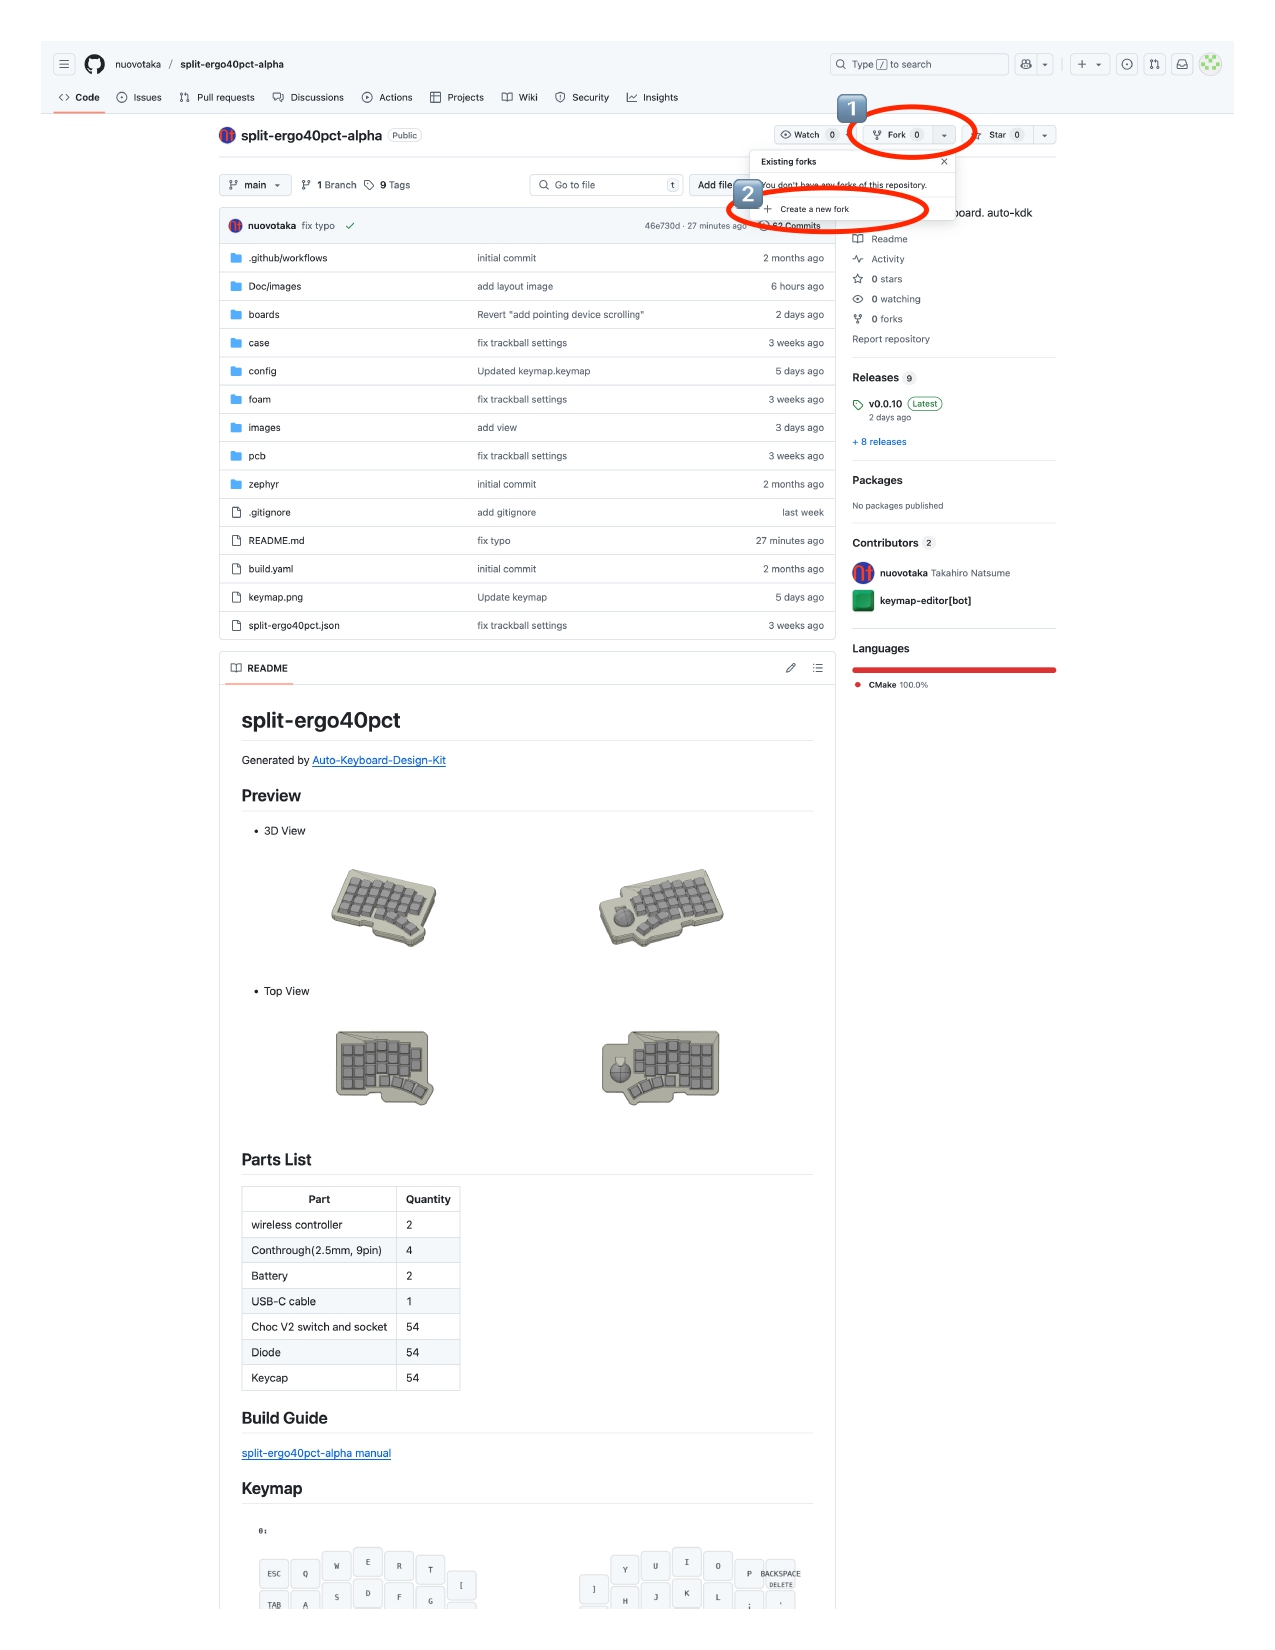 nuovotaka / split-ergo40pct-alpha
Type / to search
Code Issues Pull requests Discussions Actions Projects Wiki Security Insights
1
split-ergo40pct-alpha Public
Watch 0 Fork 0 Star 0
Existing forks
You don't have any forks of this repository.
2
Create a new fork
main 1 Branch 9 Tags Go to file t Add file
board. auto-kdk
nuovotaka fix typo 46e730d · 27 minutes ago 62 Commits
.github/workflows initial commit 2 months ago
Doc/images add layout image 6 hours ago
boards Revert "add pointing device scrolling" 2 days ago
case fix trackball settings 3 weeks ago
config Updated keymap.keymap 5 days ago
foam fix trackball settings 3 weeks ago
images add view 3 days ago
pcb fix trackball settings 3 weeks ago
zephyr initial commit 2 months ago
.gitignore add gitignore last week
README.md fix typo 27 minutes ago
build.yaml initial commit 2 months ago
keymap.png Update keymap 5 days ago
split-ergo40pct.json fix trackball settings 3 weeks ago
Readme
Activity
0 stars
0 watching
0 forks
Report repository
Releases 9
v0.0.10 Latest
2 days ago
+ 8 releases
Packages
No packages published
Contributors 2
nuovotaka Takahiro Natsume
keymap-editor[bot]
Languages
CMake 100.0%
README
split-ergo40pct
Generated by Auto-Keyboard-Design-Kit
Preview
• 3D View
• Top View
Parts List
Part Quantity
wireless controller 2
Conthrough(2.5mm, 9pin) 4
Battery 2
USB-C cable 1
Choc V2 switch and socket 54
Diode 54
Keycap 54
Build Guide
split-ergo40pct-alpha manual
Keymap
0:
ESC Q W E R T [ ] Y U I O P BACKSPACE
DELETE
TAB A S D F G H J K L ; '